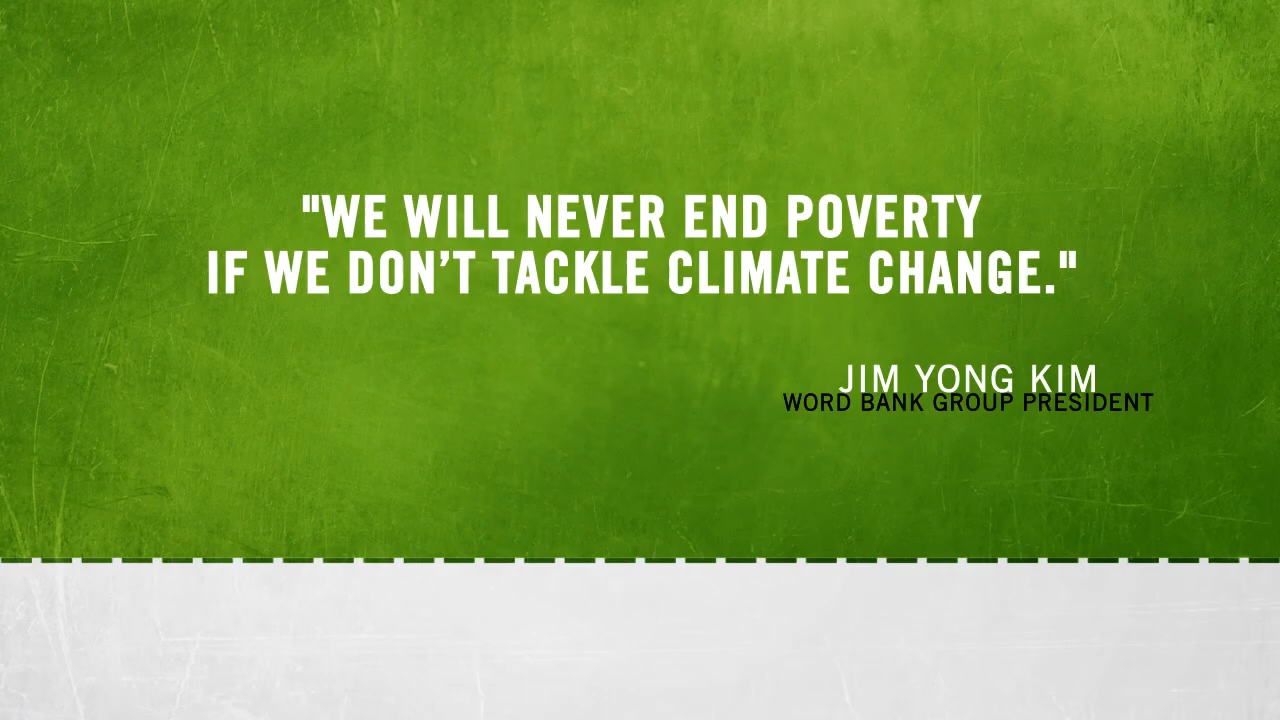 "WE WILL NEVER END POVERTY
IF WE DON’T TACKLE CLIMATE CHANGE."
JIM YONG KIM
WORD BANK GROUP PRESIDENT